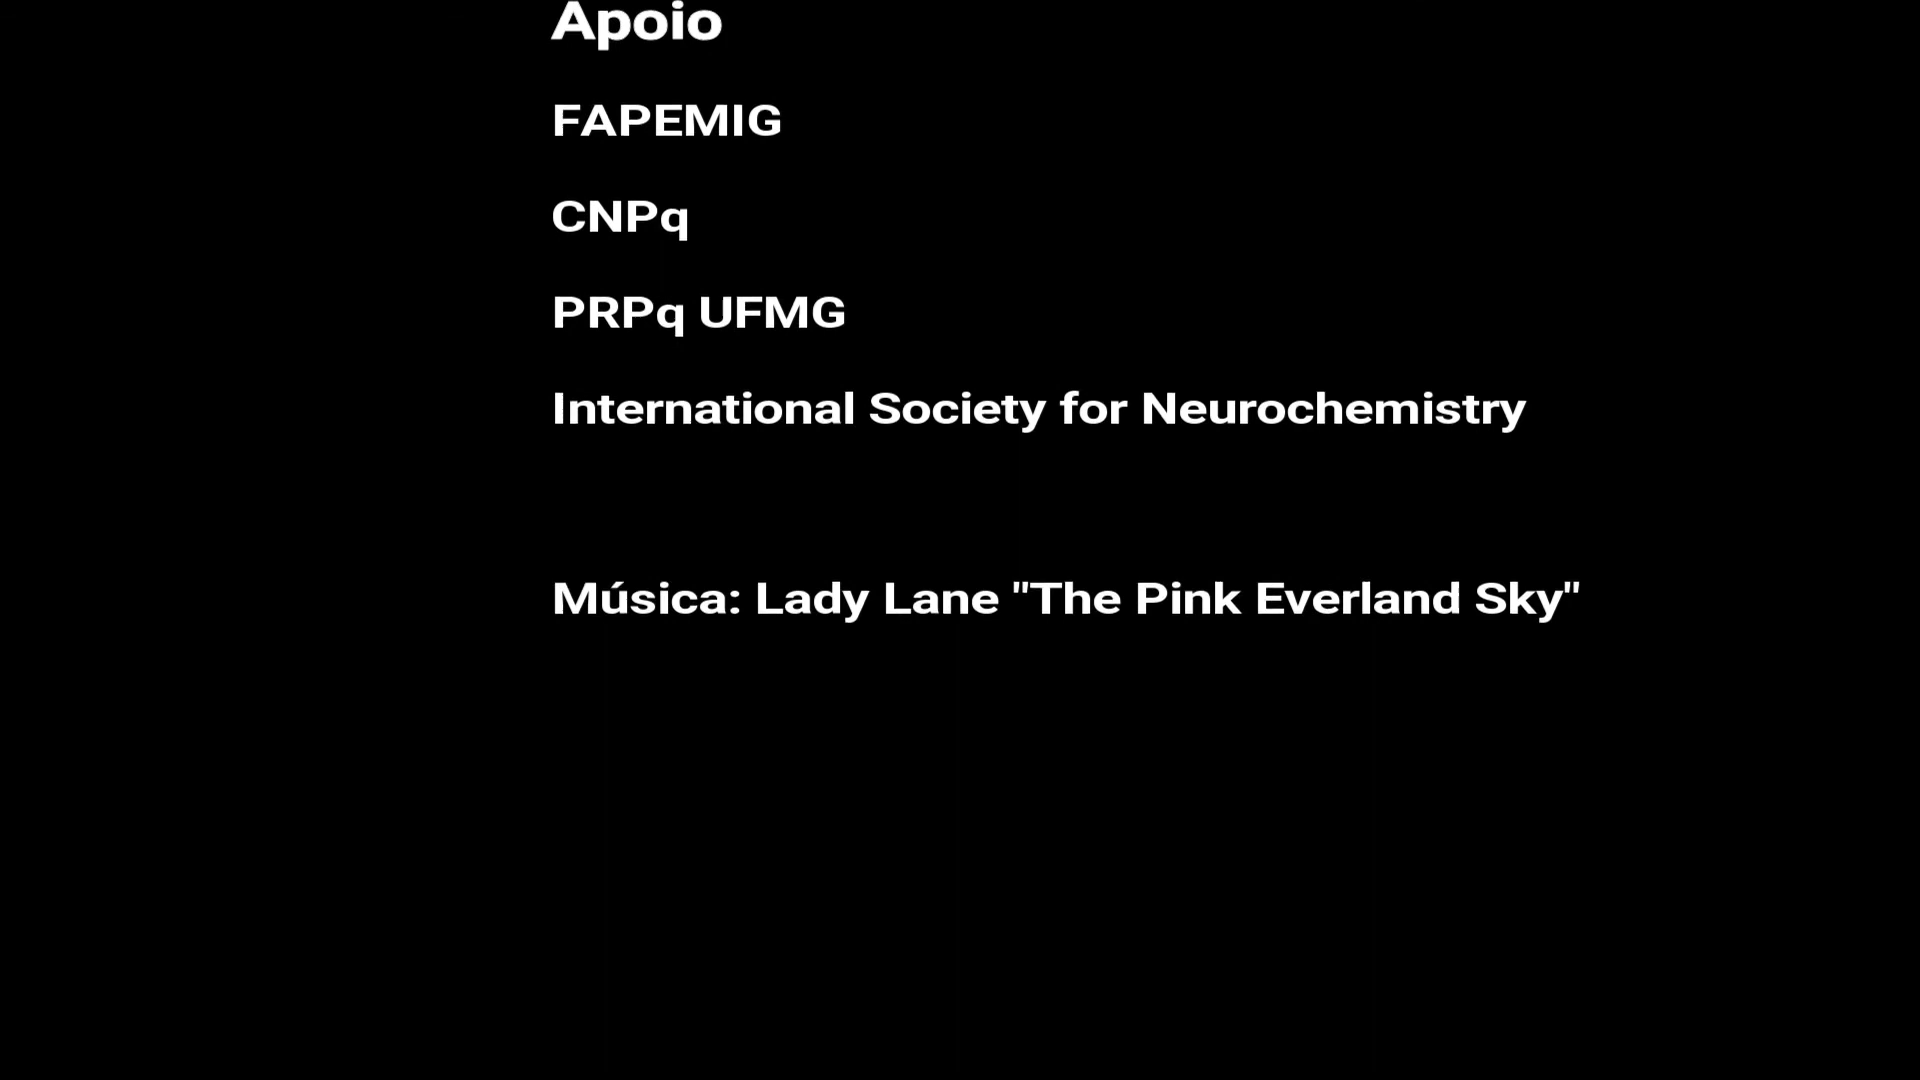 Apoio
FAPEMIG
CNPq
PRPq UFMG
International Society for Neurochemistry
Música: Lady Lane "The Pink Everland Sky"